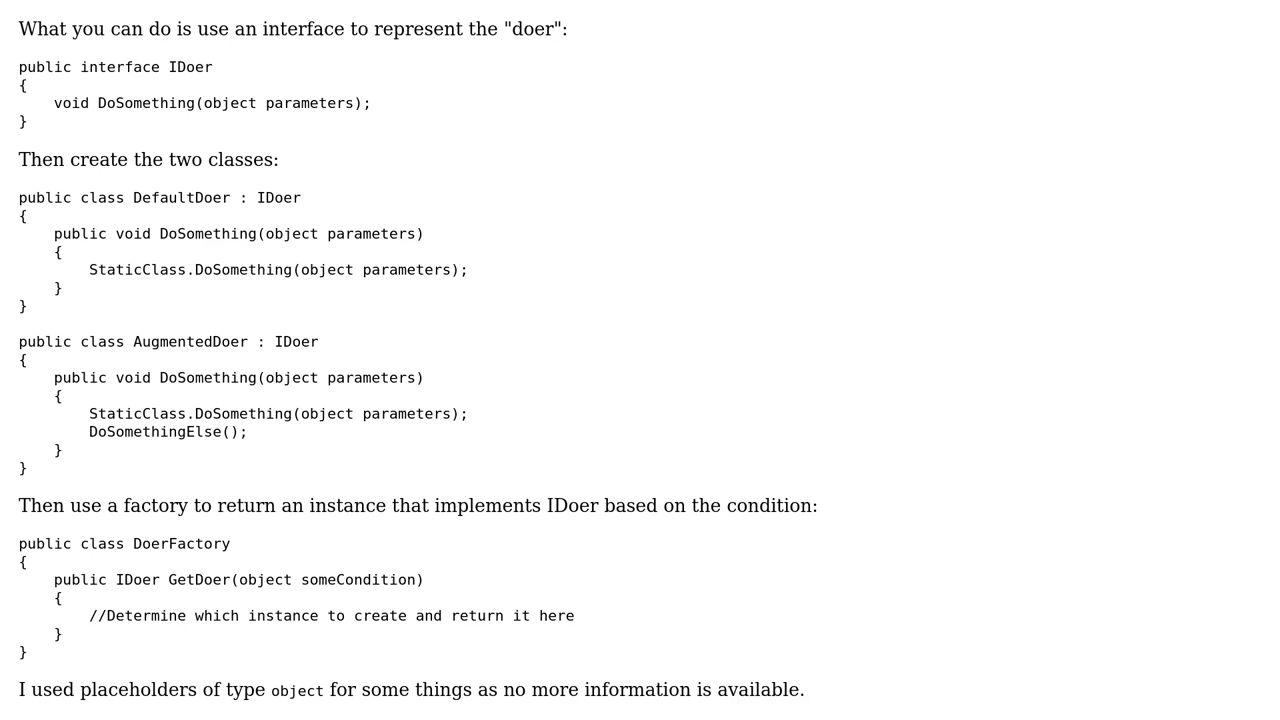 What you can do is use an interface to represent the "doer":
public interface IDoer
{
    void DoSomething(object parameters);
}
Then create the two classes:
public class DefaultDoer : IDoer
{
    public void DoSomething(object parameters)
    {
        StaticClass.DoSomething(object parameters);
    }
}
public class AugmentedDoer : IDoer
{
    public void DoSomething(object parameters)
    {
        StaticClass.DoSomething(object parameters);
        DoSomethingElse();
    }
}
Then use a factory to return an instance that implements IDoer based on the condition:
public class DoerFactory
{
    public IDoer GetDoer(object someCondition)
    {
        //Determine which instance to create and return it here
    }
}
I used placeholders of type object for some things as no more information is available.